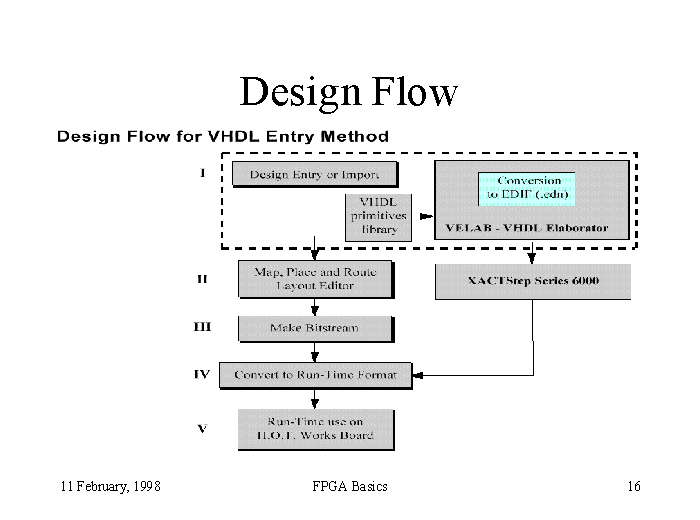 Design Flow
Design Flow for VHDL Entry Method
I
Design Entry or Import
VHDL
primitives
library
Conversion
to EDIF (.edn)
VELAB - VHDL Elaborator
II
Map, Place and Route
Layout Editor
XACTStep Series 6000
III
Make Bitstream
IV
Convert to Run-Time Format
V
Run-Time use on
H.O.T. Works Board
11 February, 1998
FPGA Basics
16